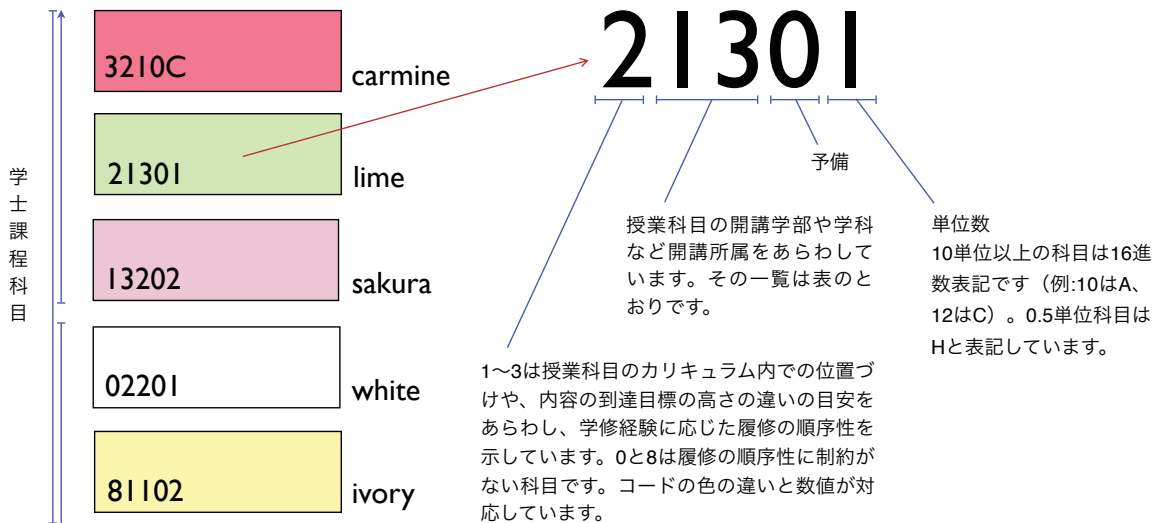 学士課程科目
3210C
carmine
21301
lime
13202
sakura
02201
white
81102
ivory
21301
予備
授業科目の開講学部や学科
など開講所属をあらわして
います。その一覧は表のと
おりです。
単位数
10単位以上の科目は16進
数表記です（例:10はA、
12はC）。0.5単位科目は
Hと表記しています。
1〜3は授業科目のカリキュラム内での位置づ
けや、内容の到達目標の高さの違いの目安を
あらわし、学修経験に応じた履修の順序性を
示しています。0と8は履修の順序性に制約が
ない科目です。コードの色の違いと数値が対
応しています。